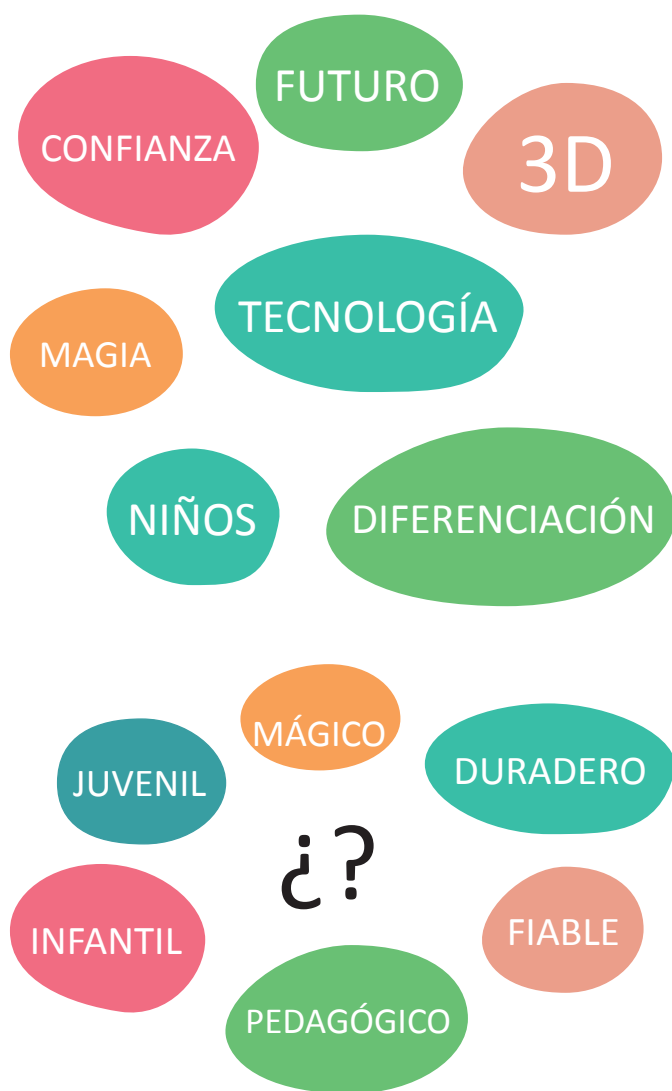 FUTURO
CONFIANZA
3D
TECNOLOGÍA
MAGIA
NIÑOS
DIFERENCIACIÓN
MÁGICO
JUVENIL
DURADERO
¿?
INFANTIL
FIABLE
PEDAGÓGICO